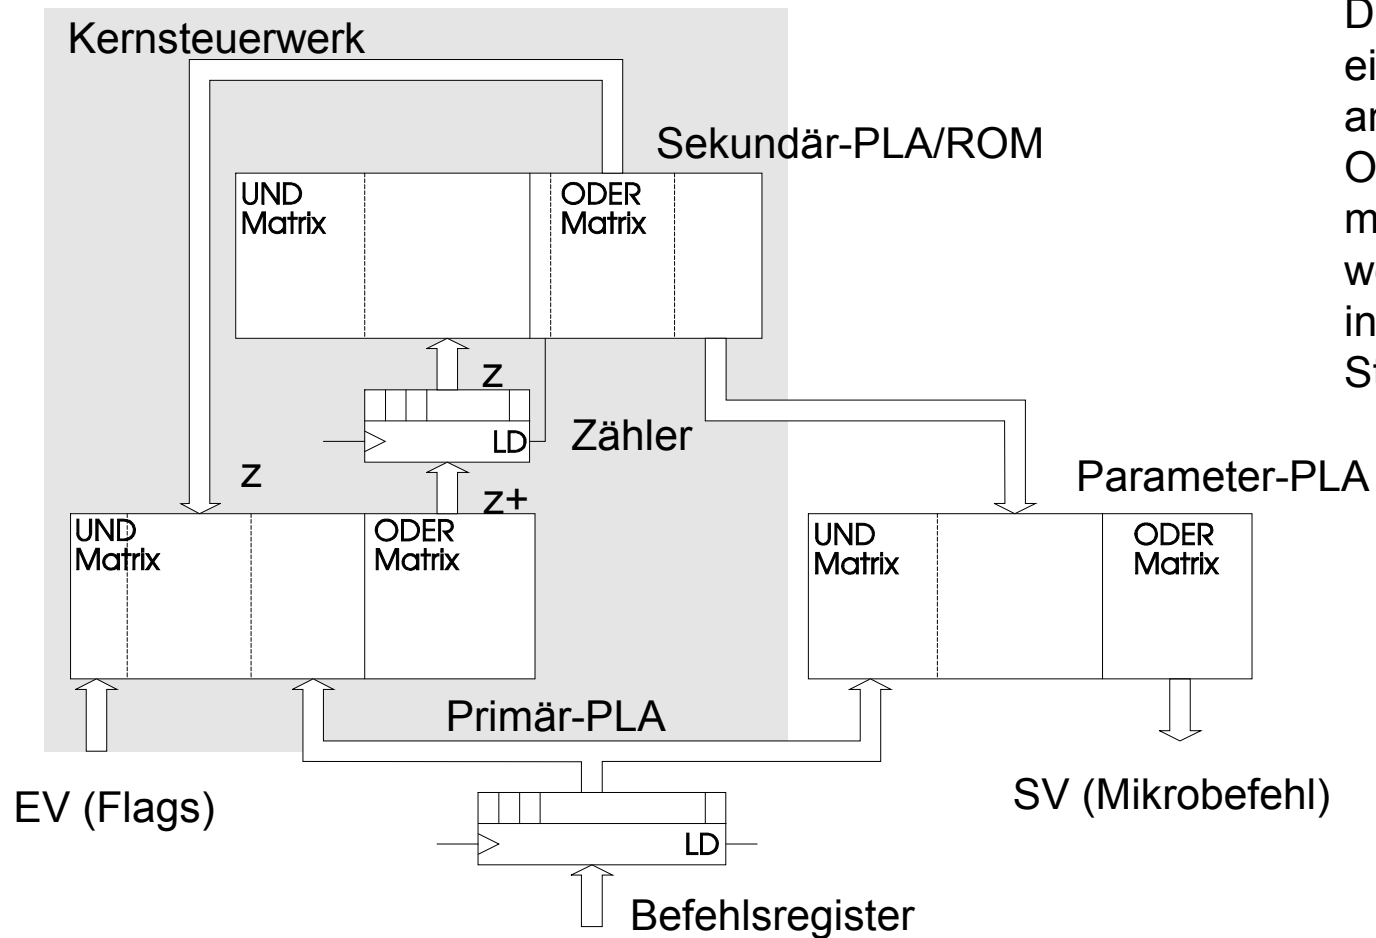 Kernsteuerwerk
Sekundär-PLA/ROM
UND
Matrix
ODER
Matrix
z
LD
Zähler
z
z+
Parameter-PLA
UND
Matrix
ODER
Matrix
UND
Matrix
ODER
Matrix
Primär-PLA
EV (Flags)
SV (Mikrobefehl)
LD
Befehlsregister